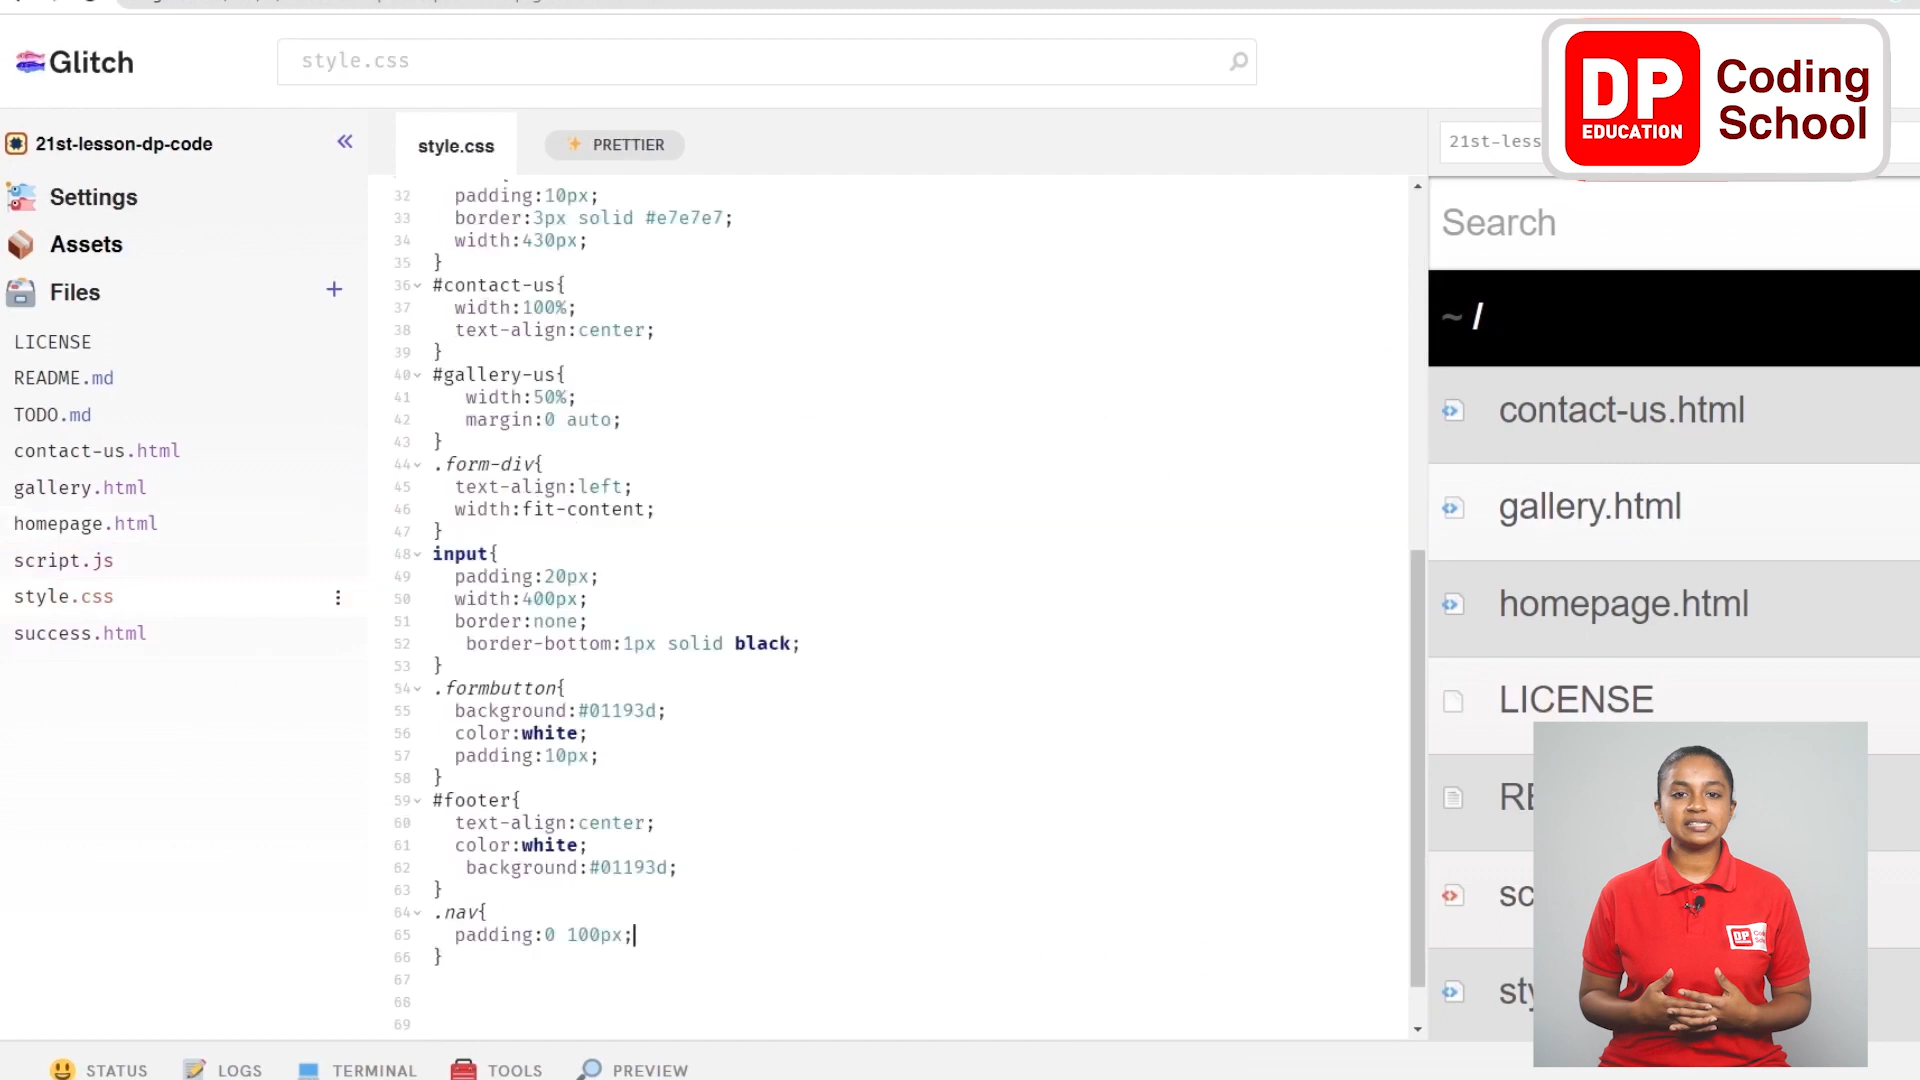 Glitch
style.css
DP
EDUCATION
Coding
School
21st-lesson-dp-code
Settings
Assets
Files
LICENSE
README.md
TODO.md
contact-us.html
gallery.html
homepage.html
script.js
style.css
success.html
style.css
PRETTIER
32 padding:10px;
33 border:3px solid #e7e7e7;
34 width:430px;
35 }
36 #contact-us{
37 width:100%;
38 text-align:center;
39 }
40 #gallery-us{
41 width:50%;
42 margin:0 auto;
43 }
44 .form-div{
45 text-align:left;
46 width:fit-content;
47 }
48 input{
49 padding:20px;
50 width:400px;
51 border:none;
52 border-bottom:1px solid black;
53 }
54 .formbutton{
55 background:#01193d;
56 color:white;
57 padding:10px;
58 }
59 #footer{
60 text-align:center;
61 color:white;
62 background:#01193d;
63 }
64 .nav{
65 padding:0 100px;
66 }
67
68
69
21st-less
Search
~ /
contact-us.html
gallery.html
homepage.html
LICENSE
RE
sc
sty
DP
STATUS
LOGS
TERMINAL
TOOLS
PREVIEW